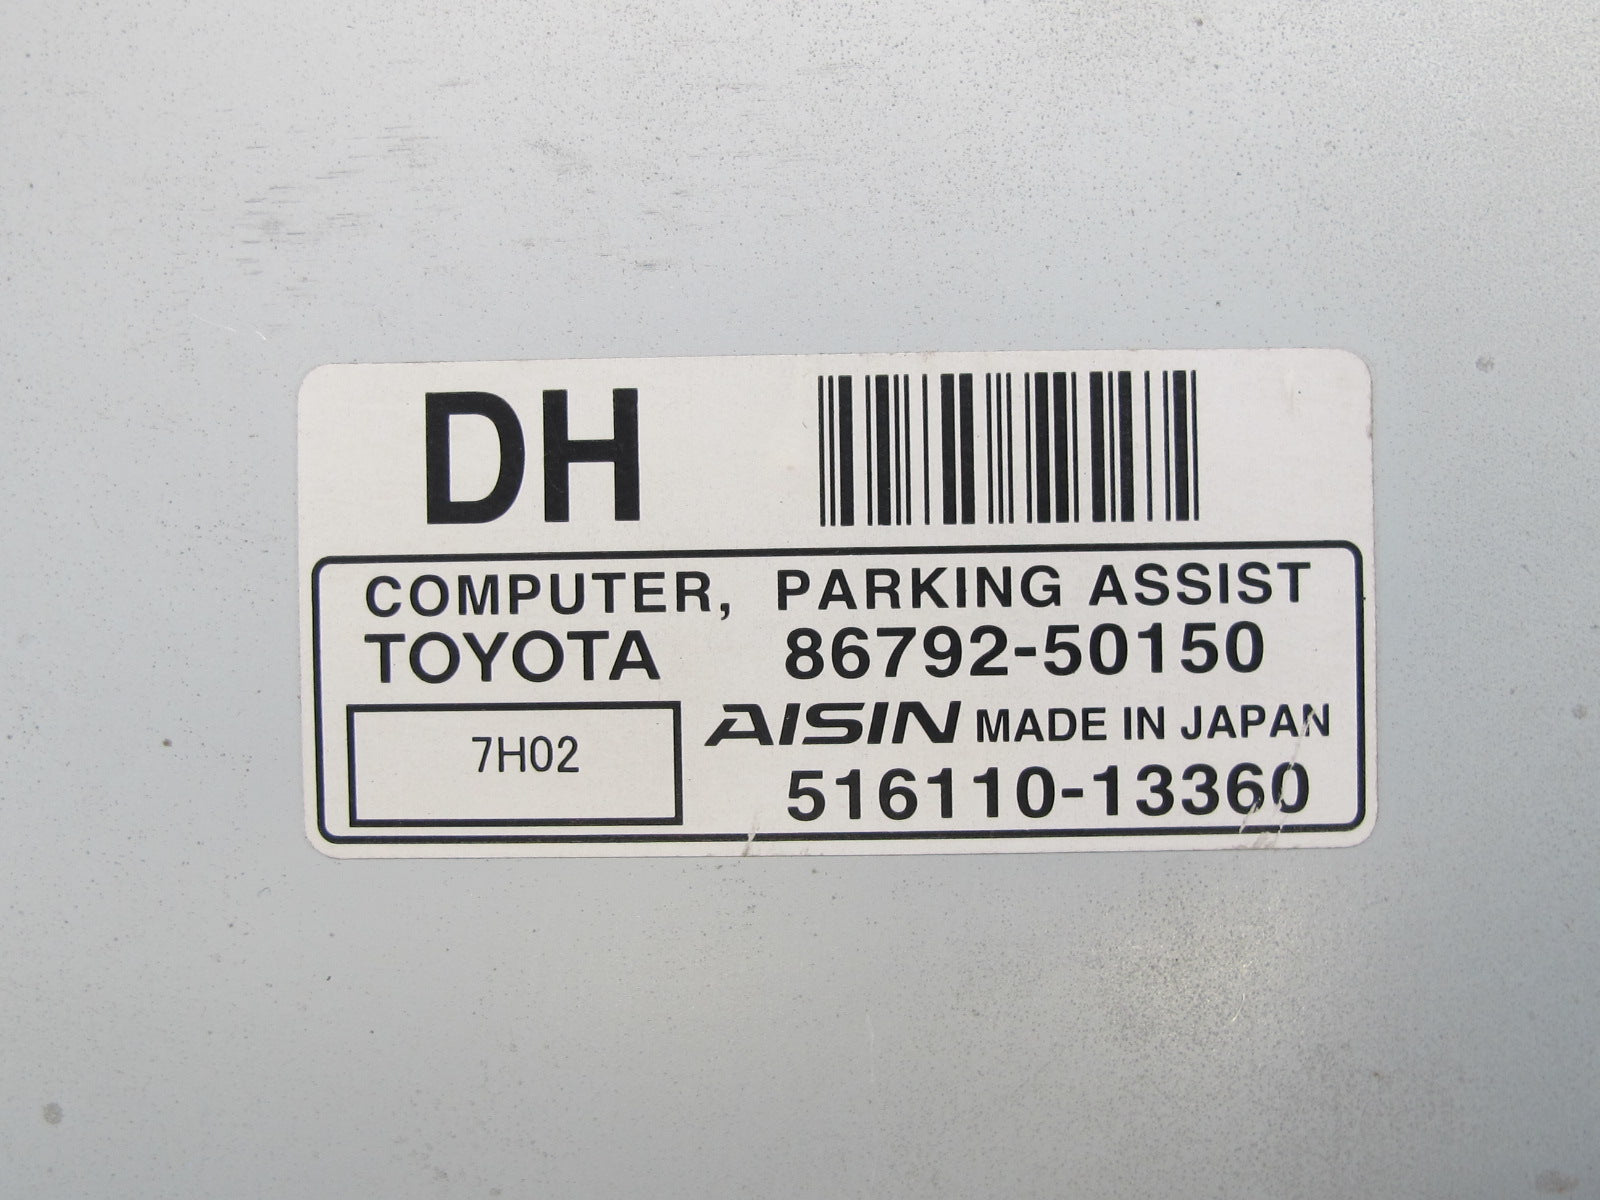 DH
COMPUTER, PARKING ASSIST
TOYOTA 86792-50150
AISIN MADE IN JAPAN
7H02
516110-13360